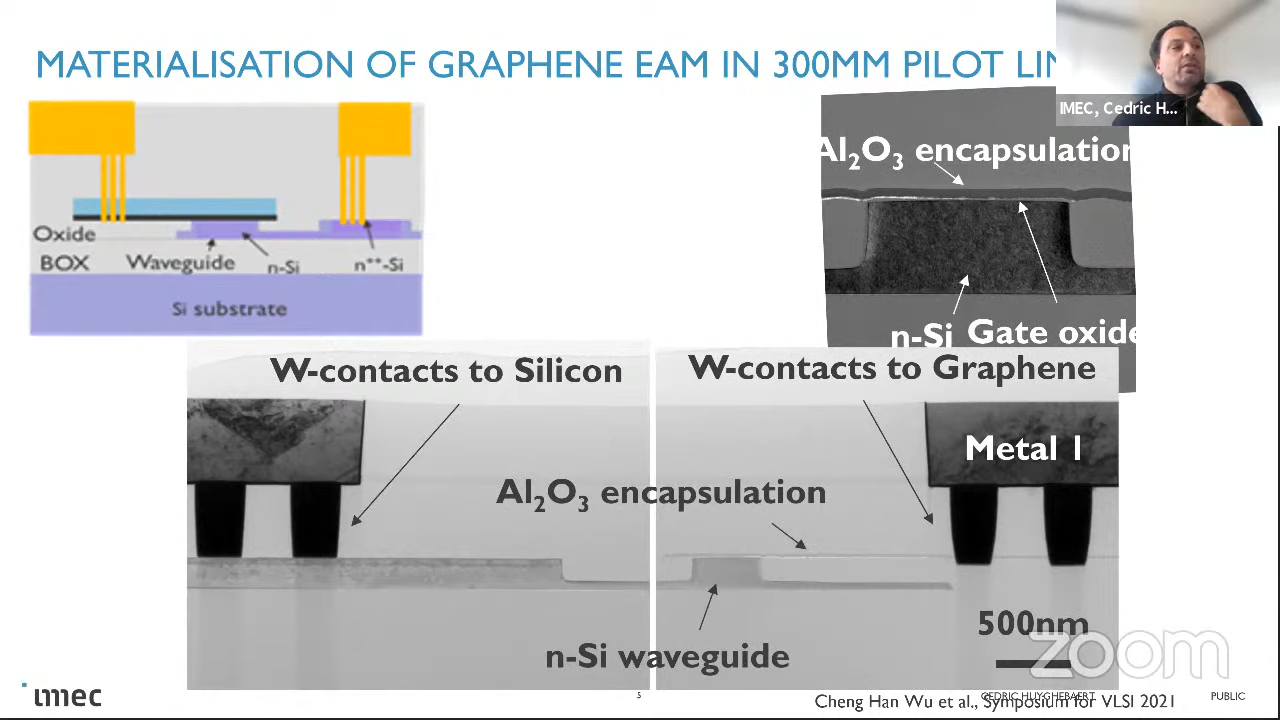 MATERIALISATION OF GRAPHENE EAM IN 300MM PILOT LIN
IMEC, Cedric H...
Oxide
BOX
Waveguide
n-Si
n⁺⁺-Si
Si substrate
Al₂O₃ encapsulation
n-Si
Gate oxide
W-contacts to Silicon
W-contacts to Graphene
Metal 1
Al₂O₃ encapsulation
n-Si waveguide
500nm
zoom
imec
5
CEDRIC HUYGHEBAERT
Cheng Han Wu et al., Symposium for VLSI 2021
PUBLIC